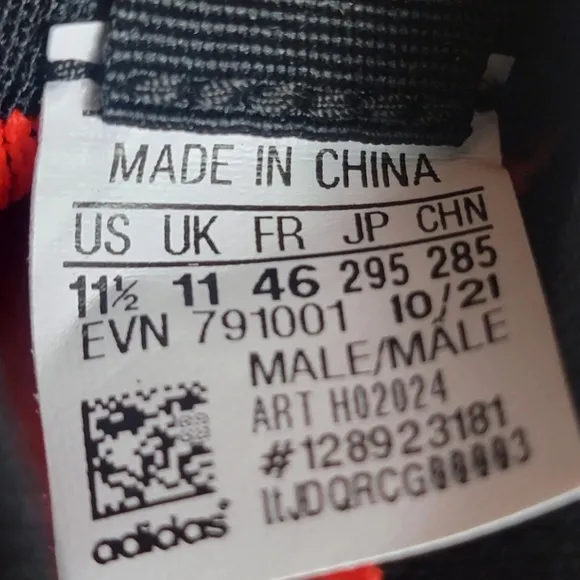 MADE IN CHINA
US UK FR JP CHN
11½ 11 46 295 285
EVN 791001 10/21
MALE/MÂLE
ART H02024
#128923181
adidas